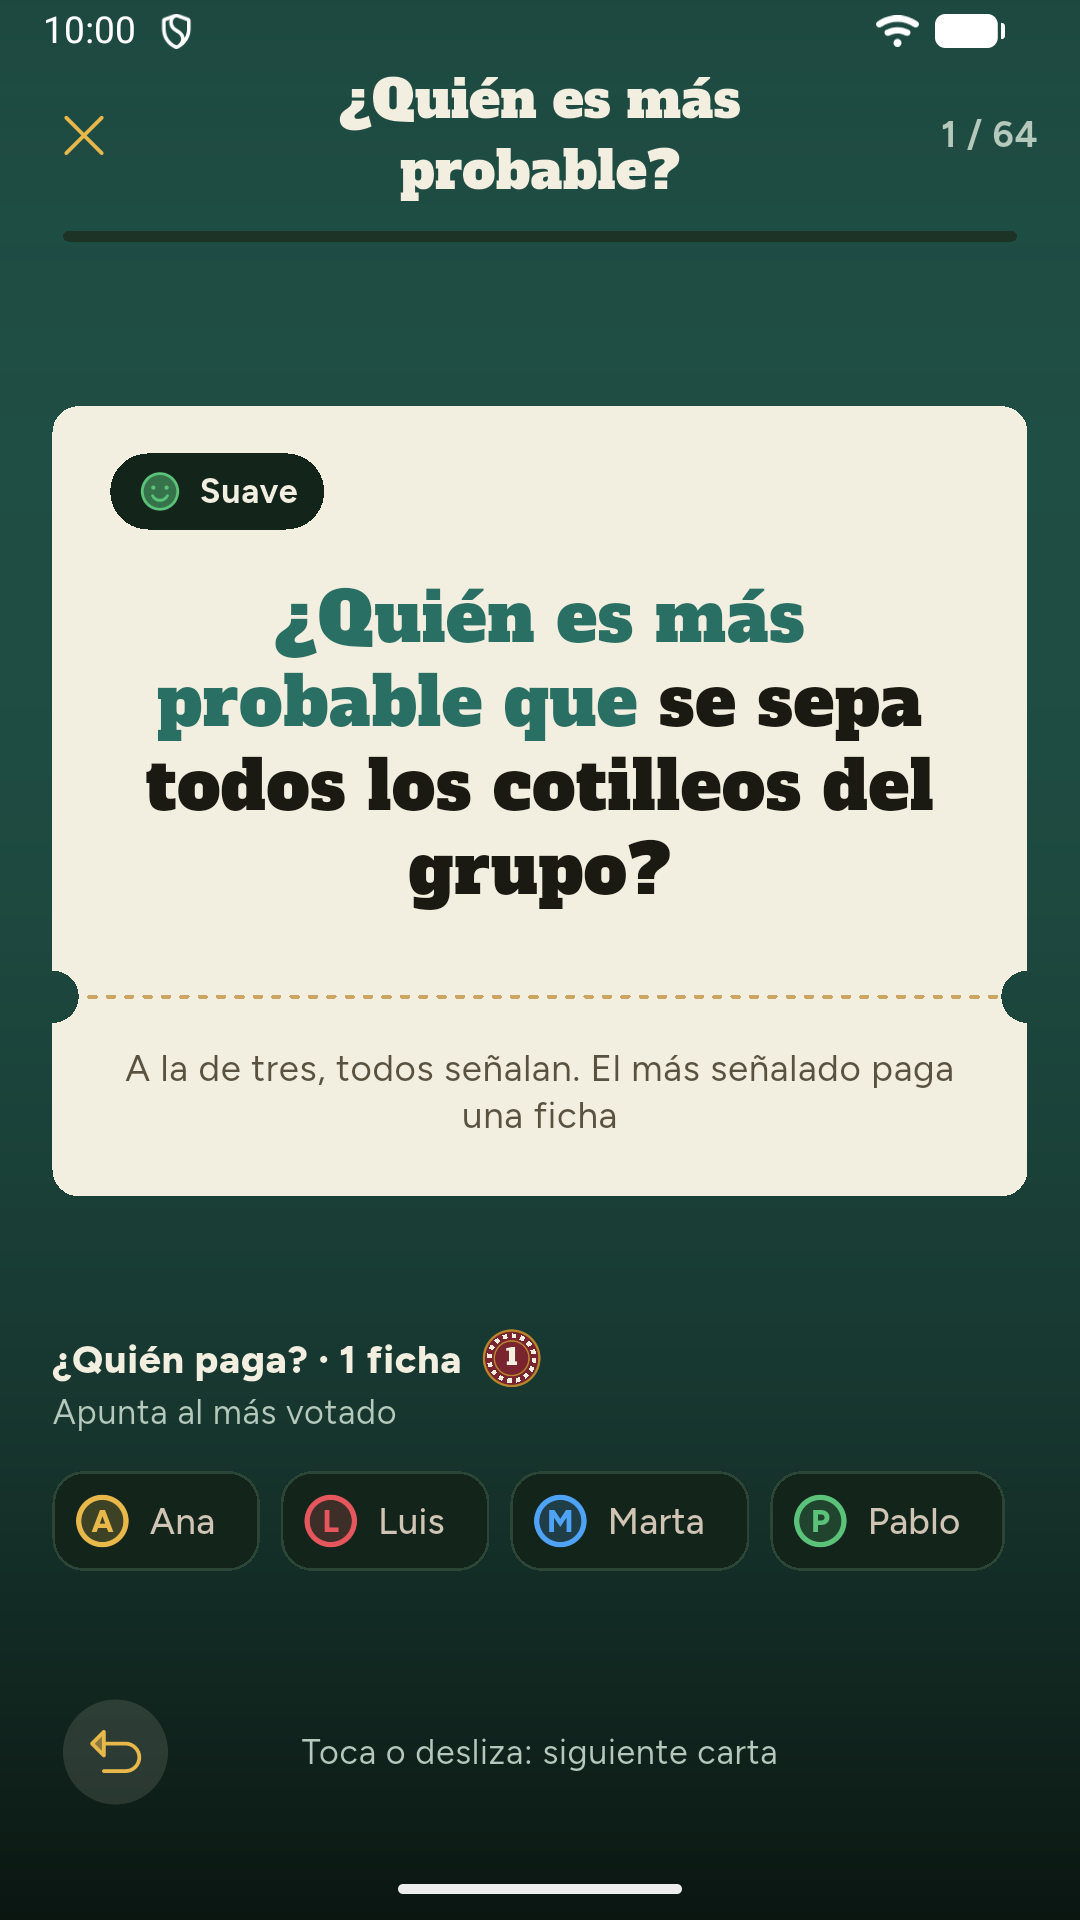 10:00
¿Quién es más
probable?
1 / 64
Suave
¿Quién es más
probable que se sepa
todos los cotilleos del
grupo?
A la de tres, todos señalan. El más señalado paga
una ficha
¿Quién paga? · 1 ficha 1
Apunta al más votado
A Ana L Luis M Marta P Pablo
Toca o desliza: siguiente carta